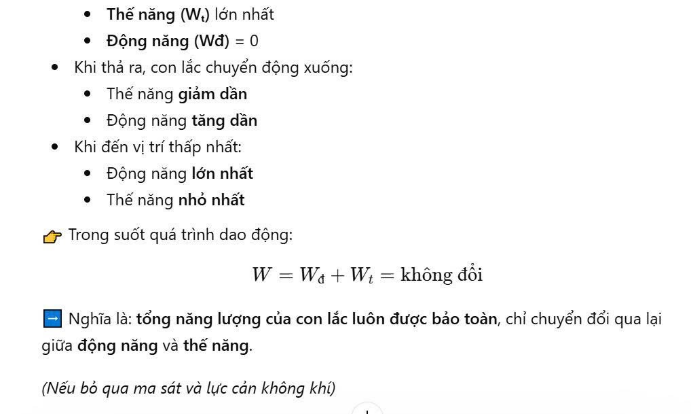 • Thế năng (Wₜ) lớn nhất
• Động năng (Wđ) = 0
• Khi thả ra, con lắc chuyển động xuống:
• Thế năng giảm dần
• Động năng tăng dần
• Khi đến vị trí thấp nhất:
• Động năng lớn nhất
• Thế năng nhỏ nhất
👉 Trong suốt quá trình dao động:
W = W_đ + W_t = không đổi
➡️ Nghĩa là: tổng năng lượng của con lắc luôn được bảo toàn, chỉ chuyển đổi qua lại
giữa động năng và thế năng.
(Nếu bỏ qua ma sát và lực cản không khí)